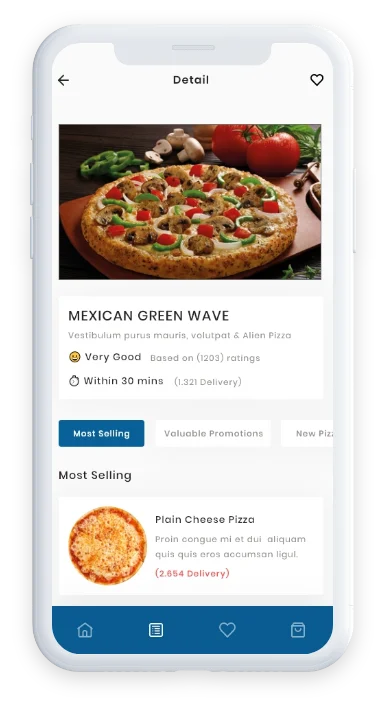 Detail
MEXICAN GREEN WAVE
Vestibulum purus mauris, volutpat & Alien Pizza
Very Good Based on (1203) ratings
Within 30 mins (1.321 Delivery)
Most Selling Valuable Promotions New Piz
Most Selling
Plain Cheese Pizza
Proin congue mi et dui aliquam
quis quis eros accumsan ligul.
(2.654 Delivery)